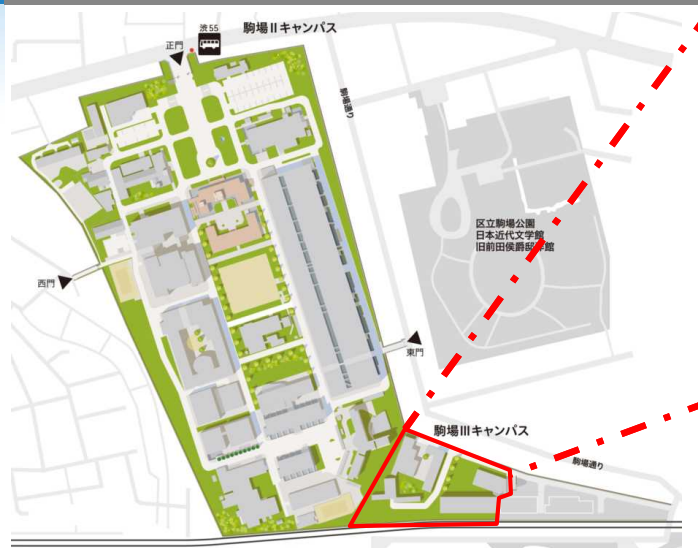 渋55
駒場Ⅱキャンパス
正門
駒場通り
区立駒場公園
日本近代文学館
旧前田侯爵邸
館
西門
東門
駒場Ⅲキャンパス
駒場通り